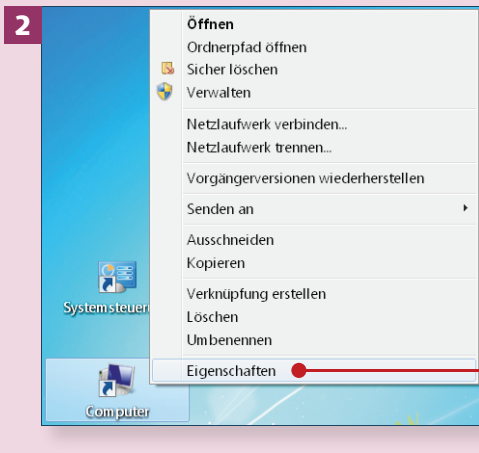 2
Öffnen
Ordnerpfad öffnen
Sicher löschen
Verwalten
Netzlaufwerk verbinden...
Netzlaufwerk trennen...
Vorgängerversionen wiederherstellen
Senden an
Ausschneiden
Kopieren
Verknüpfung erstellen
Löschen
Umbenennen
Eigenschaften
Systemsteuer
Computer